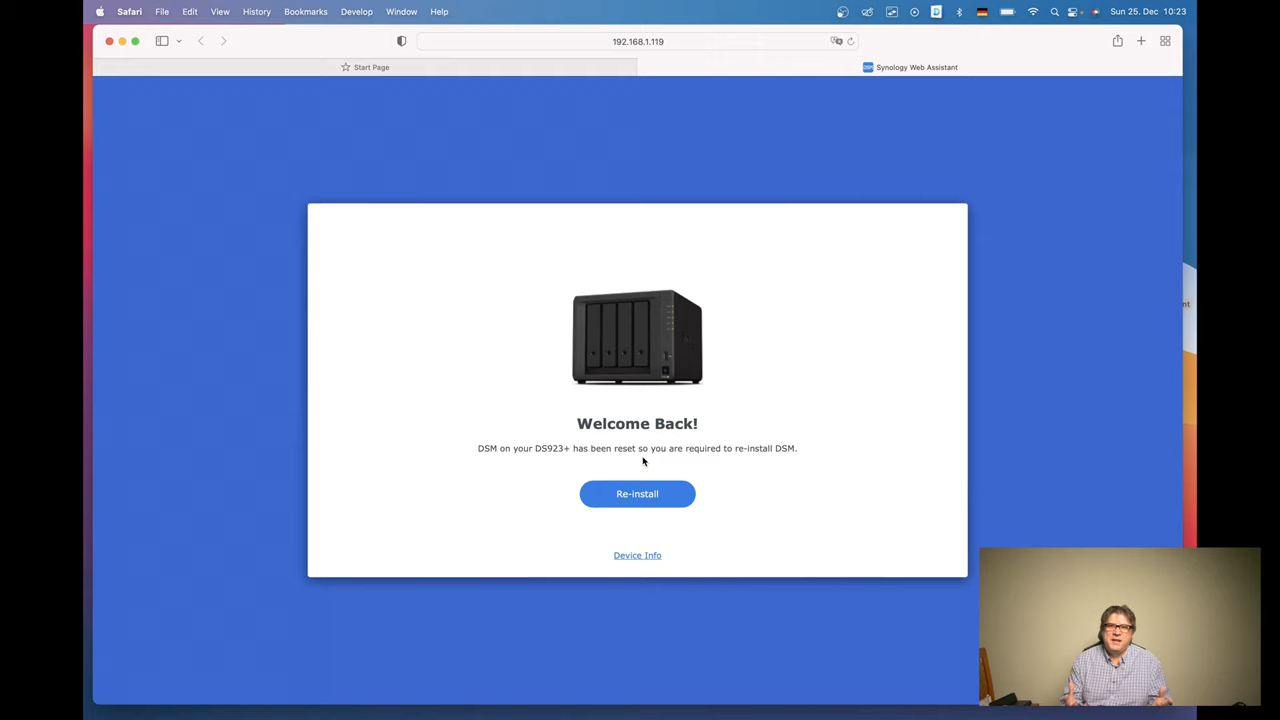 Safari File Edit View History Bookmarks Develop Window Help Sun 25. Dec 10:23
192.168.1.119
Start Page
Synology Web Assistant
Welcome Back!
DSM on your DS923+ has been reset so you are required to re-install DSM.
Re-install
Device Info